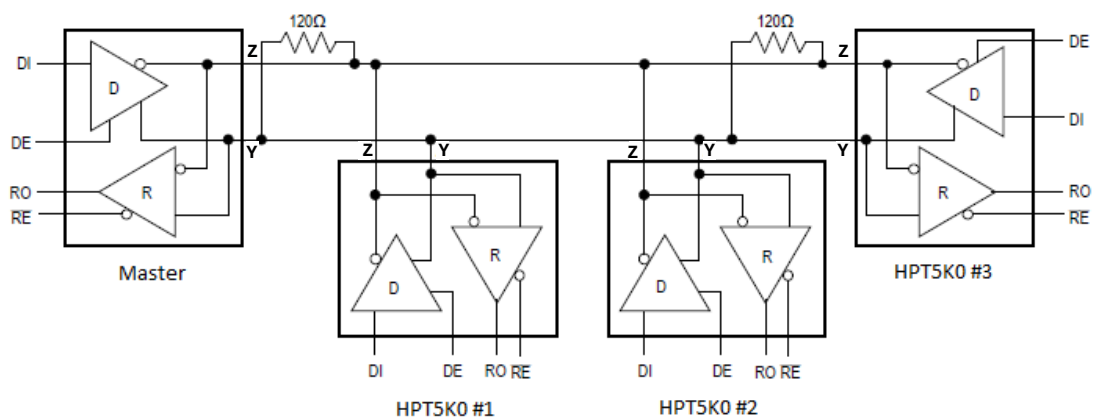 120Ω
120Ω
Z
Z
DE
DI
D
D
DI
DE
Y
Z
Y
Z
Y
Y
RO
R
R
RO
RE
RE
Master
R
R
HPT5K0 #3
D
D
DI
DE
RO
RE
DI
DE
RO
RE
HPT5K0 #1
HPT5K0 #2